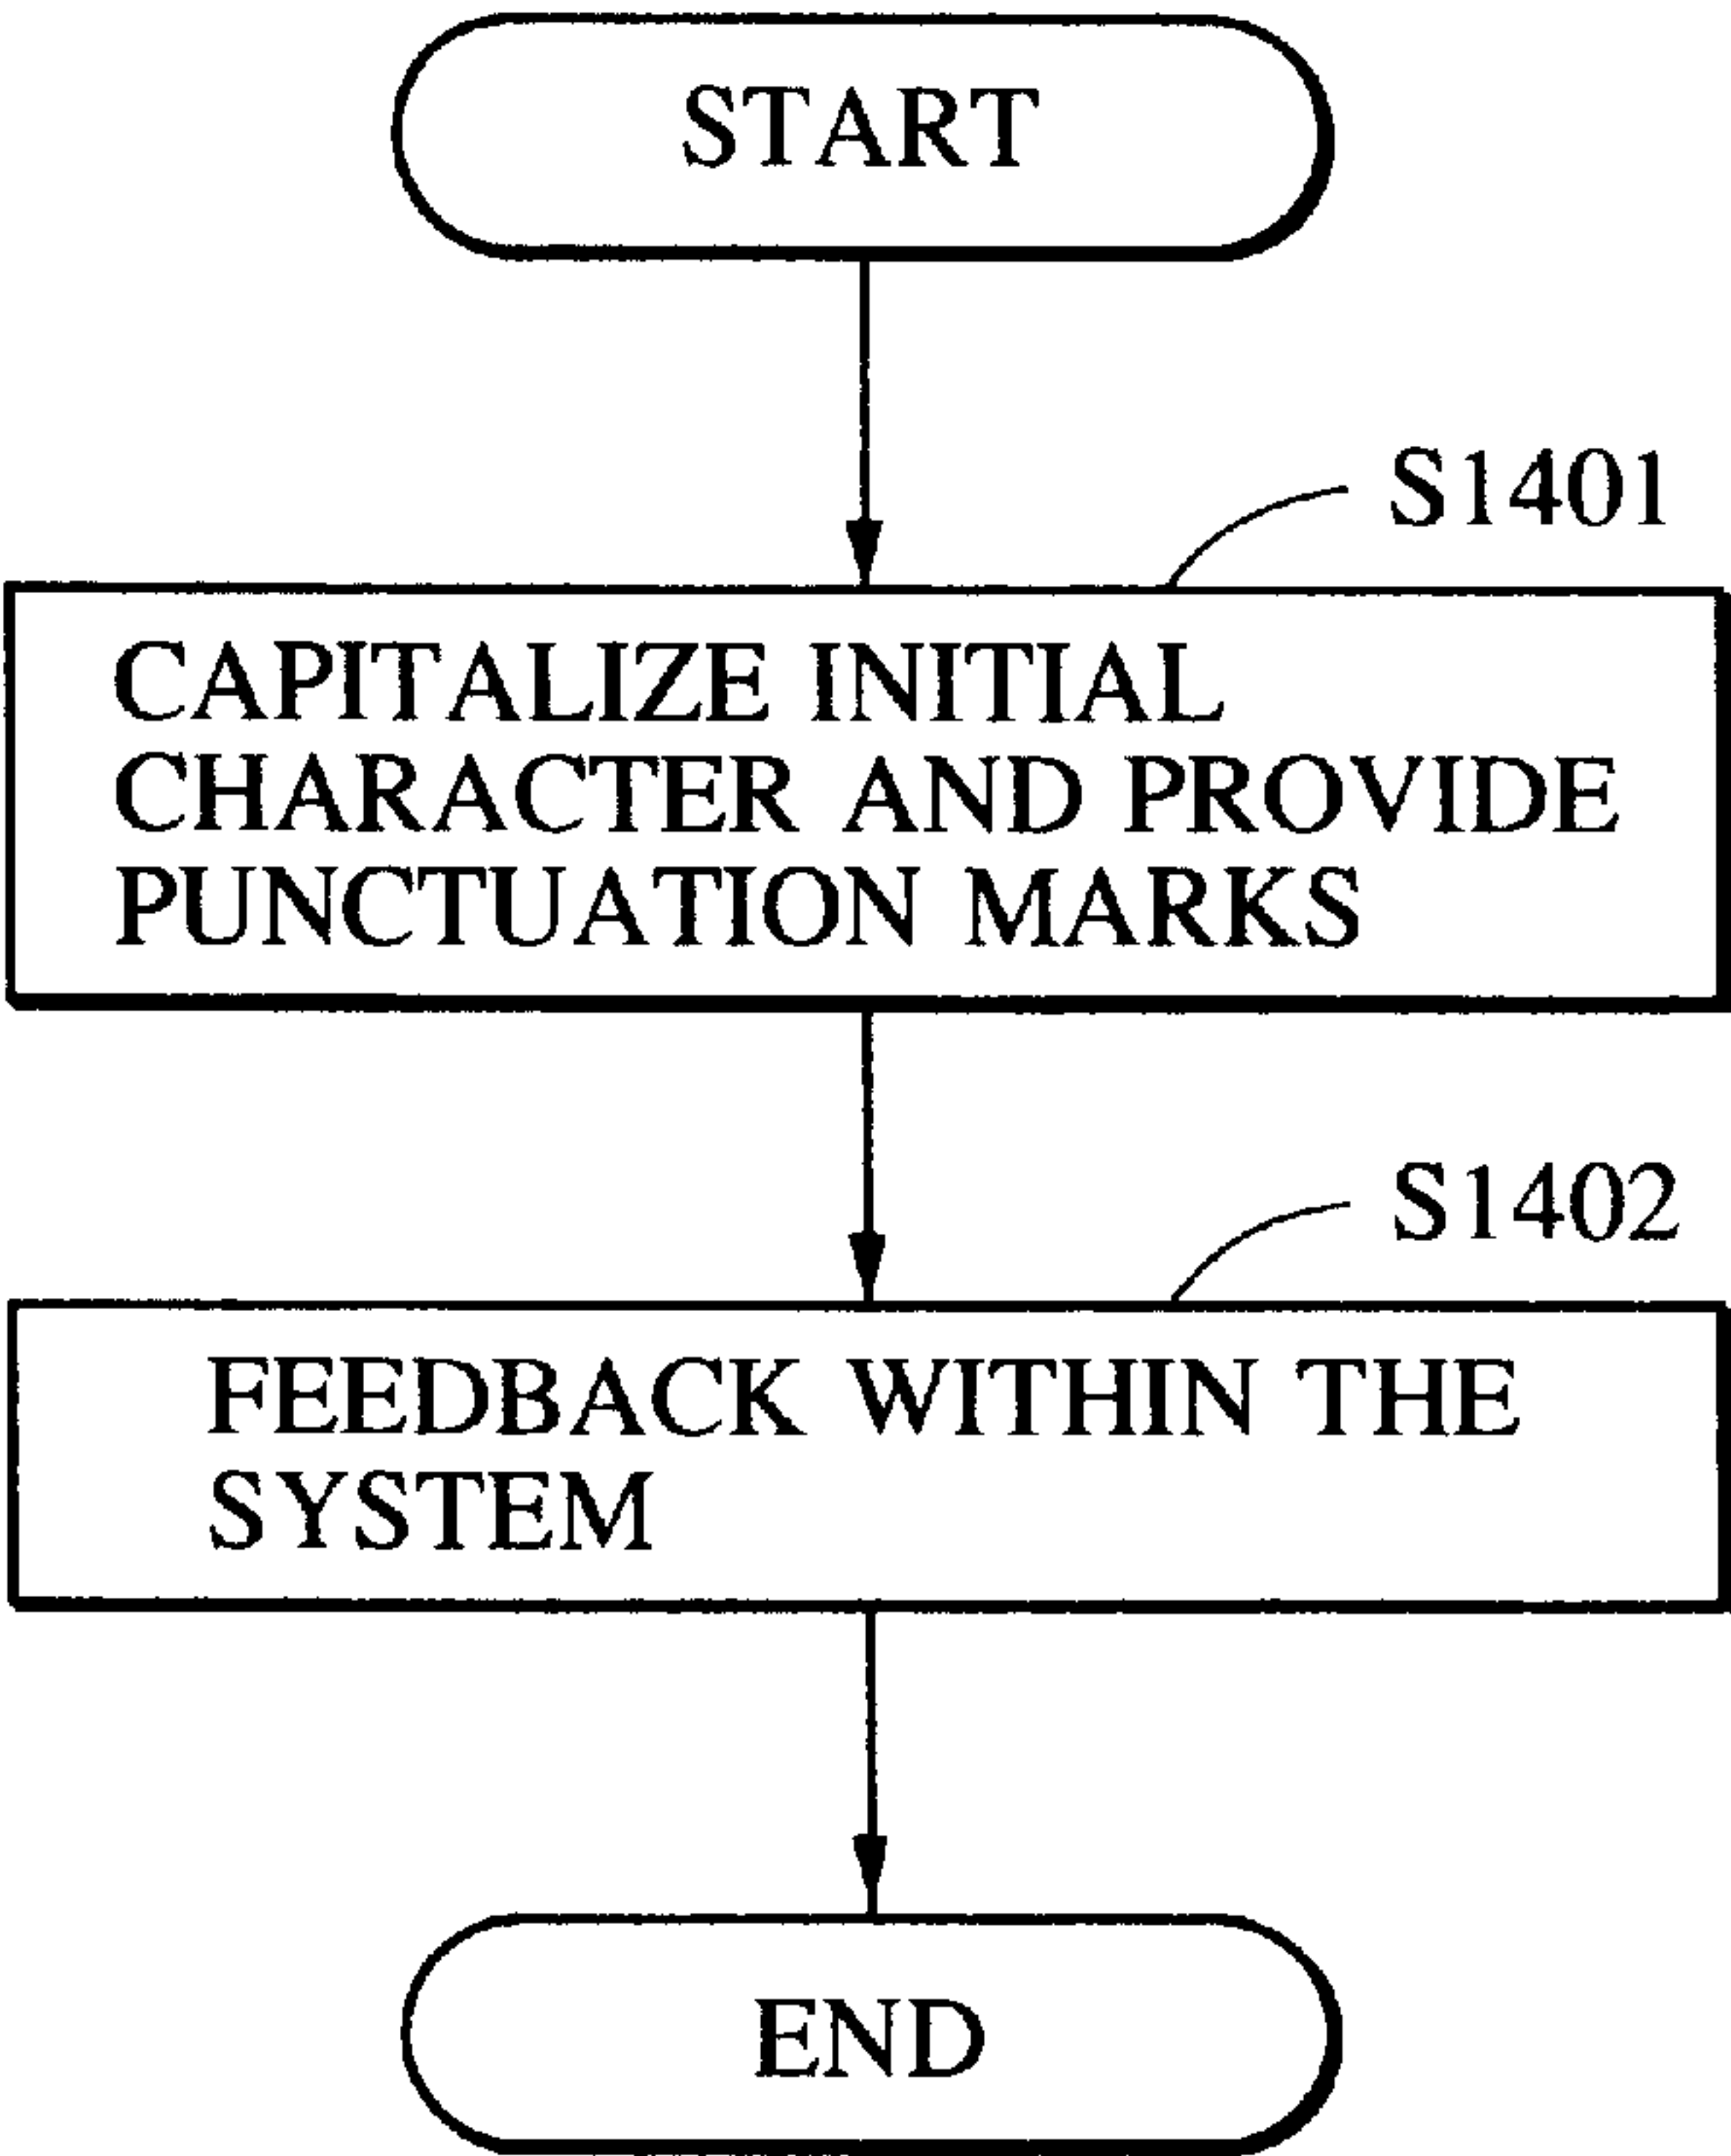 START
S1401
CAPITALIZE INITIAL
CHARACTER AND PROVIDE
PUNCTUATION MARKS
S1402
FEEDBACK WITHIN THE
SYSTEM
END